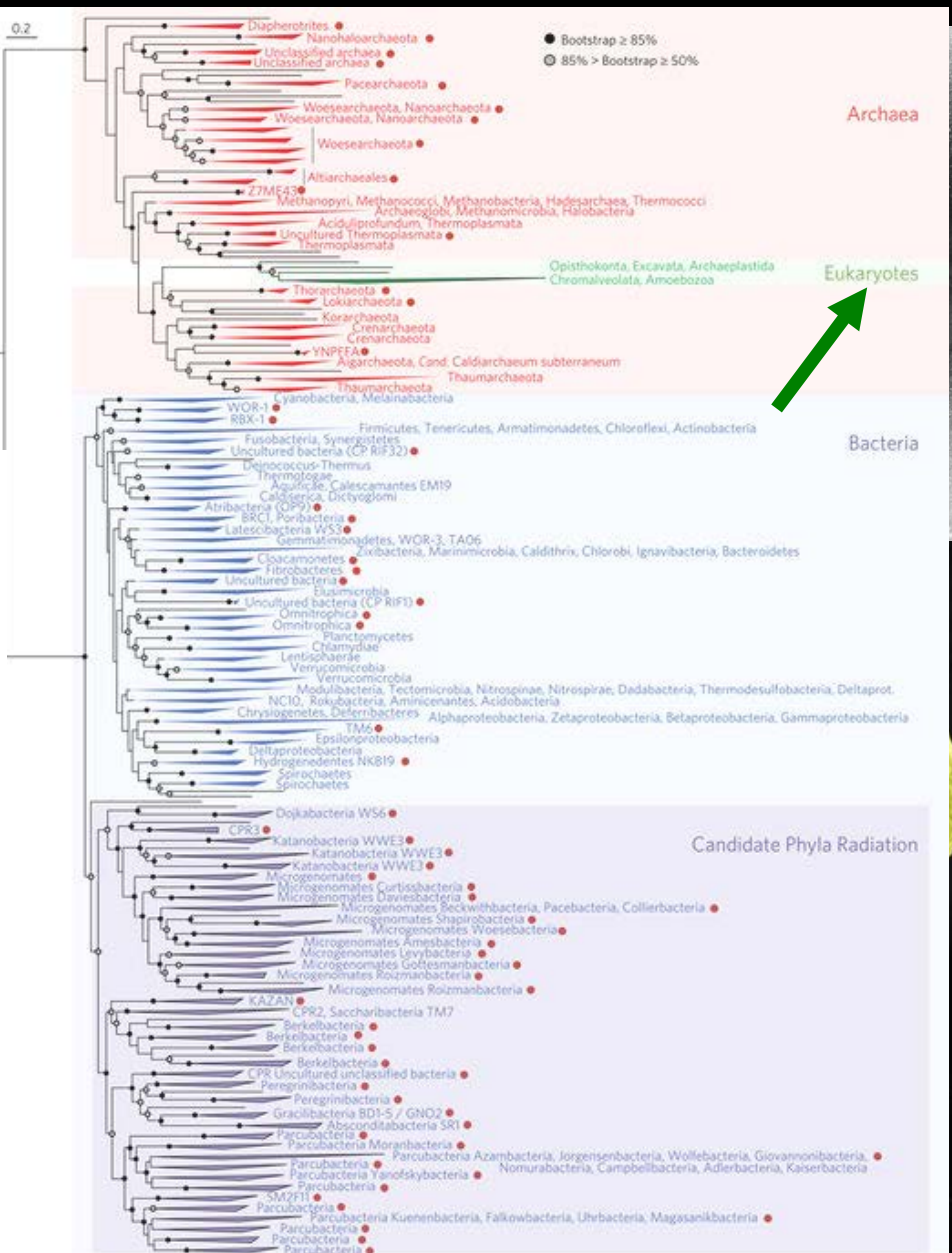 0.2
Bootstrap ≥ 85%
85% > Bootstrap ≥ 50%
Archaea
Diapherotrites
Nanohaloarchaeota
Unclassified archaea
Unclassified archaea
Pacearchaeota
Woesearchaeota, Nanoarchaeota
Woesearchaeota, Nanoarchaeota
Woesearchaeota
Altiarchaeales
Z7ME43
Methanopyri, Methanococci, Methanobacteria, Hadesarchaea, Thermococci
Archaeoglobi, Methanomicrobia, Halobacteria
Aciduliprofundum, Thermoplasmata
Uncultured Thermoplasmata
Thermoplasmata
Opisthokonta, Excavata, Archaeplastida
Chromalveolata, Amoebozoa
Eukaryotes
Thorarchaeota
Lokiarchaeota
Korarchaeota
Crenarchaeota
Crenarchaeota
YNPFFA
Aigarchaeota, Cand. Caldiarchaeum subterraneum
Thaumarchaeota
Thaumarchaeota
Cyanobacteria, Melainabacteria
WOR-1
RBX-1
Firmicutes, Tenericutes, Armatimonadetes, Chloroflexi, Actinobacteria
Bacteria
Fusobacteria, Synergistetes
Uncultured bacteria (CP RIF32)
Deinococcus-Thermus
Thermotogae
Aquificae, Calescamantes EM19
Caldiserica, Dictyoglomi
Atribacteria (OP9)
BRC1, Poribacteria
Latescibacteria WS3
Gemmatimonadetes, WOR-3, TA06
Zixibacteria, Marinimicrobia, Caldithrix, Chlorobi, Ignavibacteria, Bacteroidetes
Cloacamonetes
Fibrobacteres
Uncultured bacteria
Elusimicrobia
Uncultured bacteria (CP RIF1)
Omnitrophica
Omnitrophica
Planctomycetes
Chlamydiae
Lentisphaerae
Verrucomicrobia
Verrucomicrobia
Modulibacteria, Tectomicrobia, Nitrospinae, Nitrospirae, Dadabacteria, Thermodesulfobacteria, Deltaprot.
NC10, Rokubacteria, Aminicenantes, Acidobacteria
Chrysiogenetes, Deferribacteres
Alphaproteobacteria, Zetaproteobacteria, Betaproteobacteria, Gammaproteobacteria
TM6
Epsilonproteobacteria
Deltaproteobacteria
Hydrogenedentes NKB19
Spirochaetes
Spirochaetes
Dojkabacteria WS6
CPR3
Katanobacteria WWE3
Candidate Phyla Radiation
Katanobacteria WWE3
Katanobacteria WWE3
Microgenomates
Microgenomates Curtissbacteria
Microgenomates Daviesbacteria
Microgenomates Beckwithbacteria, Pacebacteria, Collierbacteria
Microgenomates Shapirobacteria
Microgenomates Woesebacteria
Microgenomates Amesbacteria
Microgenomates Levybacteria
Microgenomates Gottesmanbacteria
Microgenomates Roizmanbacteria
Microgenomates Roizmanbacteria
KAZAN
CPR2, Saccharibacteria TM7
Berkelbacteria
Berkelbacteria
Berkelbacteria
Berkelbacteria
CPR Uncultured unclassified bacteria
Peregrinibacteria
Peregrinibacteria
Gracilibacteria BD1-5 / GNO2
Absconditabacteria SR1
Parcubacteria
Parcubacteria Moranbacteria
Parcubacteria Azambacteria, Jorgensenbacteria, Wolfebacteria, Giovannonibacteria,
Nomurabacteria, Campbellbacteria, Adlerbacteria, Kaiserbacteria
Parcubacteria
Parcubacteria Yanofskybacteria
Parcubacteria
SM2F11
Parcubacteria
Parcubacteria Kuenenbacteria, Falkowbacteria, Uhrbacteria, Magasanikbacteria
Parcubacteria
Parcubacteria
Parcubacteria